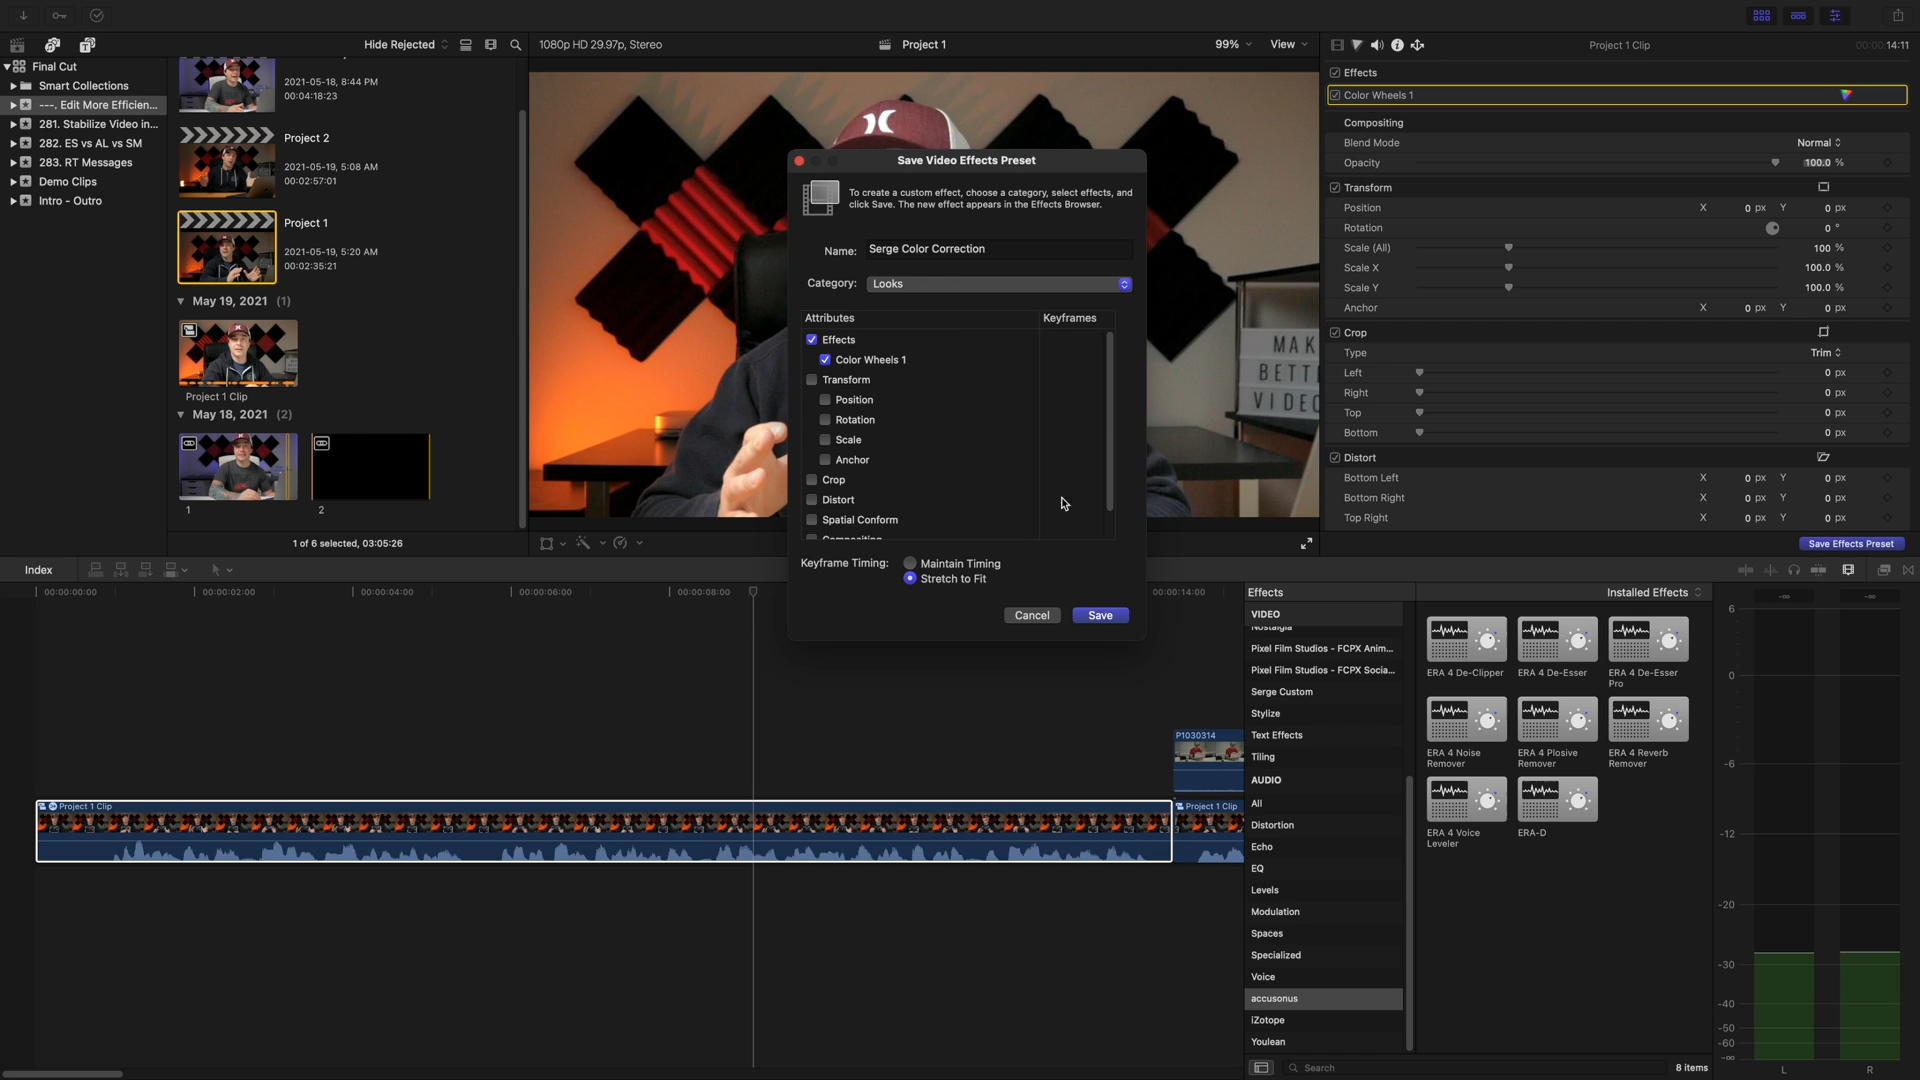 Hide Rejected
1080p HD 29.97p, Stereo
Project 1
99%
View
Project 1 Clip
00:00:14:11
Final Cut
Smart Collections
---. Edit More Efficien...
281. Stabilize Video in...
282. ES vs AL vs SM
283. RT Messages
Demo Clips
Intro - Outro
2021-05-18, 8:44 PM
00:04:18:23
Project 2
2021-05-19, 5:08 AM
00:02:57:01
Project 1
2021-05-19, 5:20 AM
00:02:35:21
May 19, 2021 (1)
Project 1 Clip
May 18, 2021 (2)
1
2
1 of 6 selected, 03:05:26
MAK
BETT
VIDEO
Save Video Effects Preset
To create a custom effect, choose a category, select effects, and
click Save. The new effect appears in the Effects Browser.
Name: Serge Color Correction
Category: Looks
Attributes
Keyframes
Effects
Color Wheels 1
Transform
Position
Rotation
Scale
Anchor
Crop
Distort
Spatial Conform
Compositing
Keyframe Timing:
Maintain Timing
Stretch to Fit
Cancel
Save
Effects
Color Wheels 1
Compositing
Blend Mode Normal
Opacity 100.0 %
Transform
Position X 0 px Y 0 px
Rotation 0 °
Scale (All) 100 %
Scale X 100.0 %
Scale Y 100.0 %
Anchor X 0 px Y 0 px
Crop
Type Trim
Left 0 px
Right 0 px
Top 0 px
Bottom 0 px
Distort
Bottom Left X 0 px Y 0 px
Bottom Right X 0 px Y 0 px
Top Right X 0 px Y 0 px
Save Effects Preset
Index
00:00:00:00
00:00:02:00
00:00:04:00
00:00:06:00
00:00:08:00
00:00:14:00
P1030314
Project 1 Clip
Project 1 Clip
Effects
Installed Effects
VIDEO
Nostalgia
Pixel Film Studios - FCPX Anim...
Pixel Film Studios - FCPX Socia...
Serge Custom
Stylize
Text Effects
Tiling
AUDIO
All
Distortion
Echo
EQ
Levels
Modulation
Spaces
Specialized
Voice
accusonus
iZotope
Youlean
ERA 4 De-Clipper
ERA 4 De-Esser
ERA 4 De-Esser
Pro
ERA 4 Noise
Remover
ERA 4 Plosive
Remover
ERA 4 Reverb
Remover
ERA 4 Voice
Leveler
ERA-D
Search
8 items
-∞
-∞
6
0
-6
-12
-20
-30
-40
-50
-60
-∞
L
R